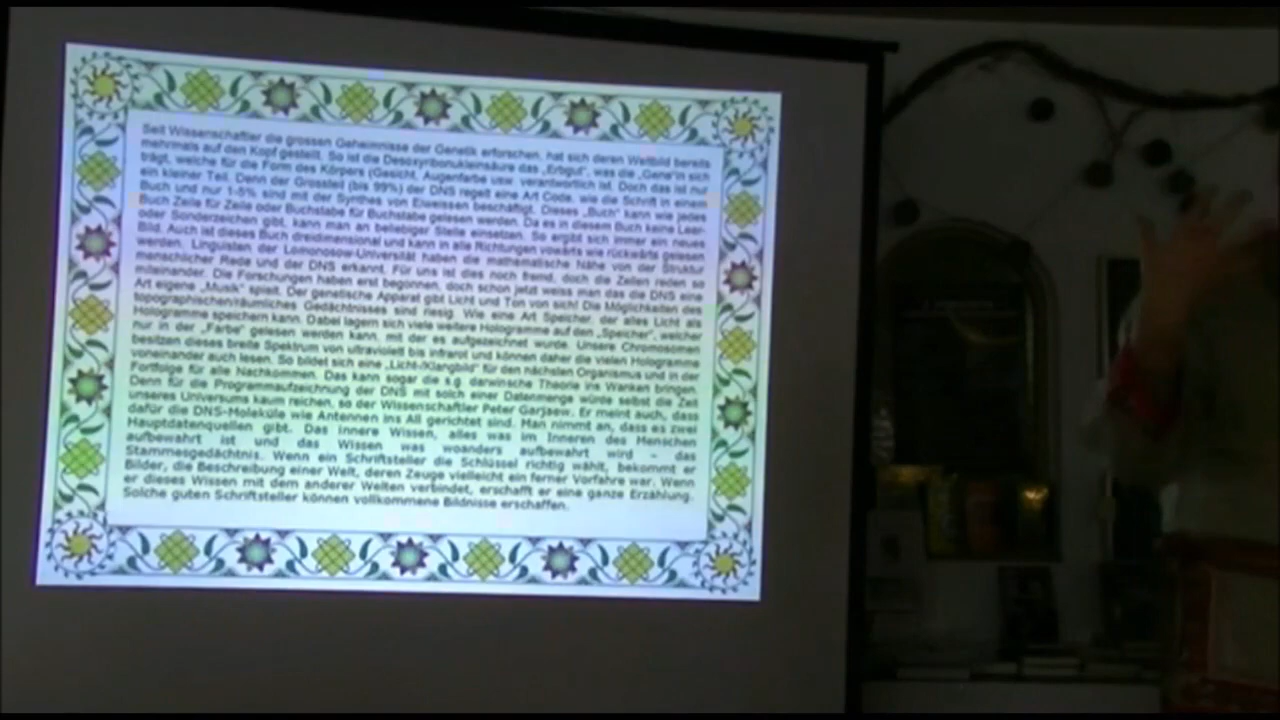 Seit Wissenschaftler die grossen Geheimnisse der Genetik erforschen, hat sich deren Weltbild bereits
mehrmals auf den Kopf gestellt. So ist die Desoxyribonukleinsäure das „Erbgut“, was die „Gene“in sich
trägt, welche für die Form des Körpers (Gesicht, Augenfarbe usw. verantwortlich ist. Doch das ist nur
ein kleiner Teil. Denn der Grossteil (bis 99%) der DNS regelt eine Art Code, wie die Schrift in einem
Buch und nur 1-5% sind mit der Synthes von Eiweissen beschäftigt. Dieses „Buch“ kann wie jedes
Buch Zeile für Zeile oder Buchstabe für Buchstabe gelesen werden. Da es in diesem Buch keine Leer-
oder Sonderzeichen gibt, kann man an beliebiger Stelle einsetzen. So ergibt sich immer ein neues
Bild. Auch ist dieses Buch dreidimensional und kann in alle Richtungen vowärts wie rückwärts gelesen
werden. Linguisten der Lomonosow-Universität haben die mathematische Nähe von der Struktur
menschlicher Rede und der DNS erkannt. Für uns ist dies noch fremd, doch die Zeilen reden so
miteinander. Die Forschungen haben erst begonnen, doch schon jetzt weiss man das die DNS eine
Art eigene „Musik“ spielt. Der genetische Apparat gibt Licht und Ton von sich! Die Möglichkeiten des
topographischen/räumliches Gedächtnisses sind riesig. Wie eine Art Speicher, der alles Licht als
Hologramme speichern kann. Dabei lagern sich viele weitere Hologramme auf den „Speicher“, welcher
nur in der „Farbe“ gelesen werden kann, mit der es aufgezeichnet wurde. Unsere Chromosomen
besitzen dieses breite Spektrum von ultraviolett bis infrarot und können daher die vielen Hologramme
voneinander auch lesen. So bildet sich eine „Licht-/Klangbild“ für den nächsten Organismus und in der
Fortfolge für alle Nachkommen. Das kann sogar die s.g. darwinsche Theorie ins Wanken bringen.
Denn für die Programmaufzeichnung der DNS mit solch einer Datenmenge würde selbst die Zeit
unseres Universums kaum reichen, so der Wissenschaftler Peter Garjaew. Er meint auch, dass
dafür die DNS-Moleküle wie Antennen ins All gerichtet sind. Man nimmt an, dass es zwei
Hauptdatenquellen gibt. Das Innere Wissen, alles was im Inneren des Menschen
aufbewahrt ist und das Wissen was woanders aufbewahrt wird – das
Stammesgedächtnis. Wenn ein Schriftsteller die Schlüssel richtig wählt, bekommt er
Bilder, die Beschreibung einer Welt, deren Zeuge vielleicht ein ferner Vorfahre war. Wenn
er dieses Wissen mit dem anderer Welten verbindet, erschafft er eine ganze Erzählung.
Solche guten Schriftsteller können vollkommene Bildnisse erschaffen.